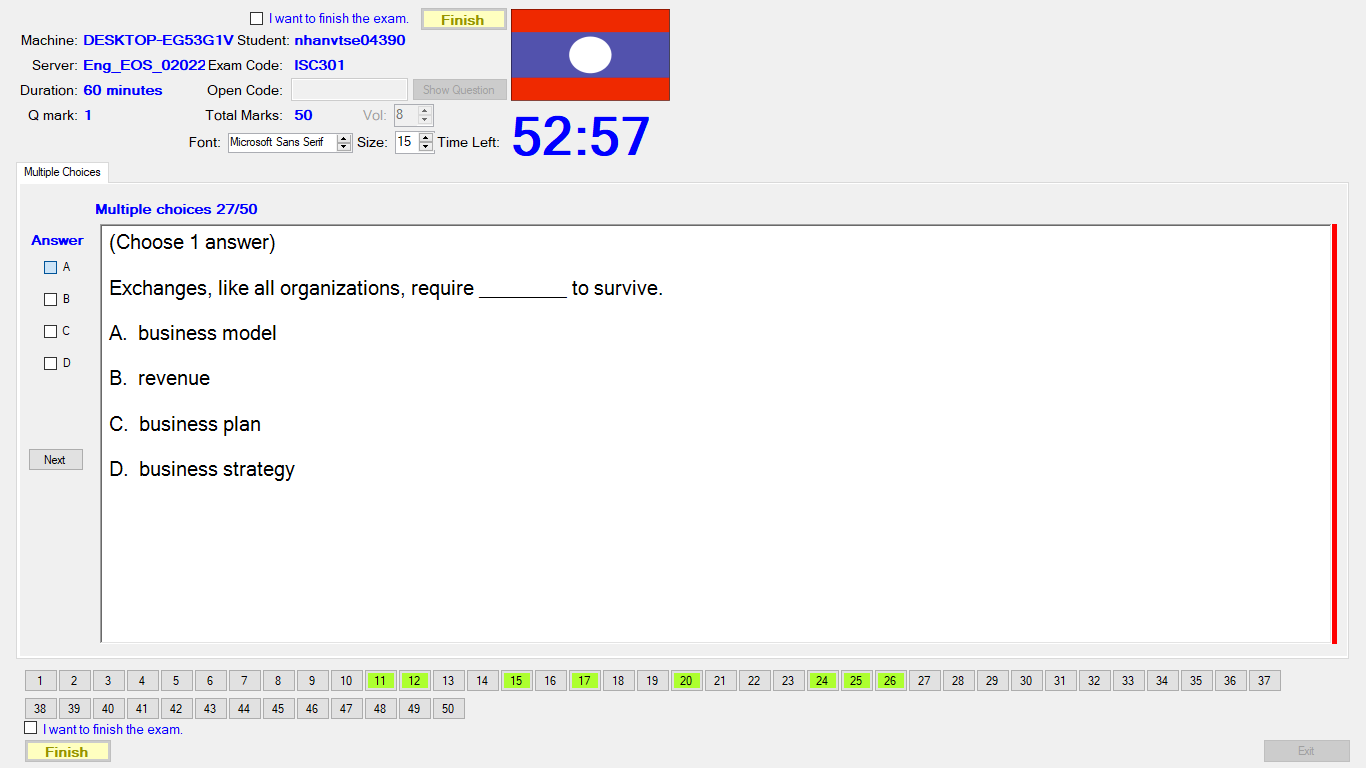 I want to finish the exam. Finish
Machine: DESKTOP-EG53G1V Student: nhanvtse04390
Server: Eng_EOS_02022 Exam Code: ISC301
Duration: 60 minutes Open Code: Show Question
Q mark: 1 Total Marks: 50 Vol: 8
Font: Microsoft Sans Serif Size: 15 Time Left: 52:57
Multiple Choices
Multiple choices 27/50
Answer
A
B
C
D
Next
(Choose 1 answer)
Exchanges, like all organizations, require ________ to survive.
A. business model
B. revenue
C. business plan
D. business strategy
1 2 3 4 5 6 7 8 9 10 11 12 13 14 15 16 17 18 19 20 21 22 23 24 25 26 27 28 29 30 31 32 33 34 35 36 37
38 39 40 41 42 43 44 45 46 47 48 49 50
I want to finish the exam.
Finish
Exit